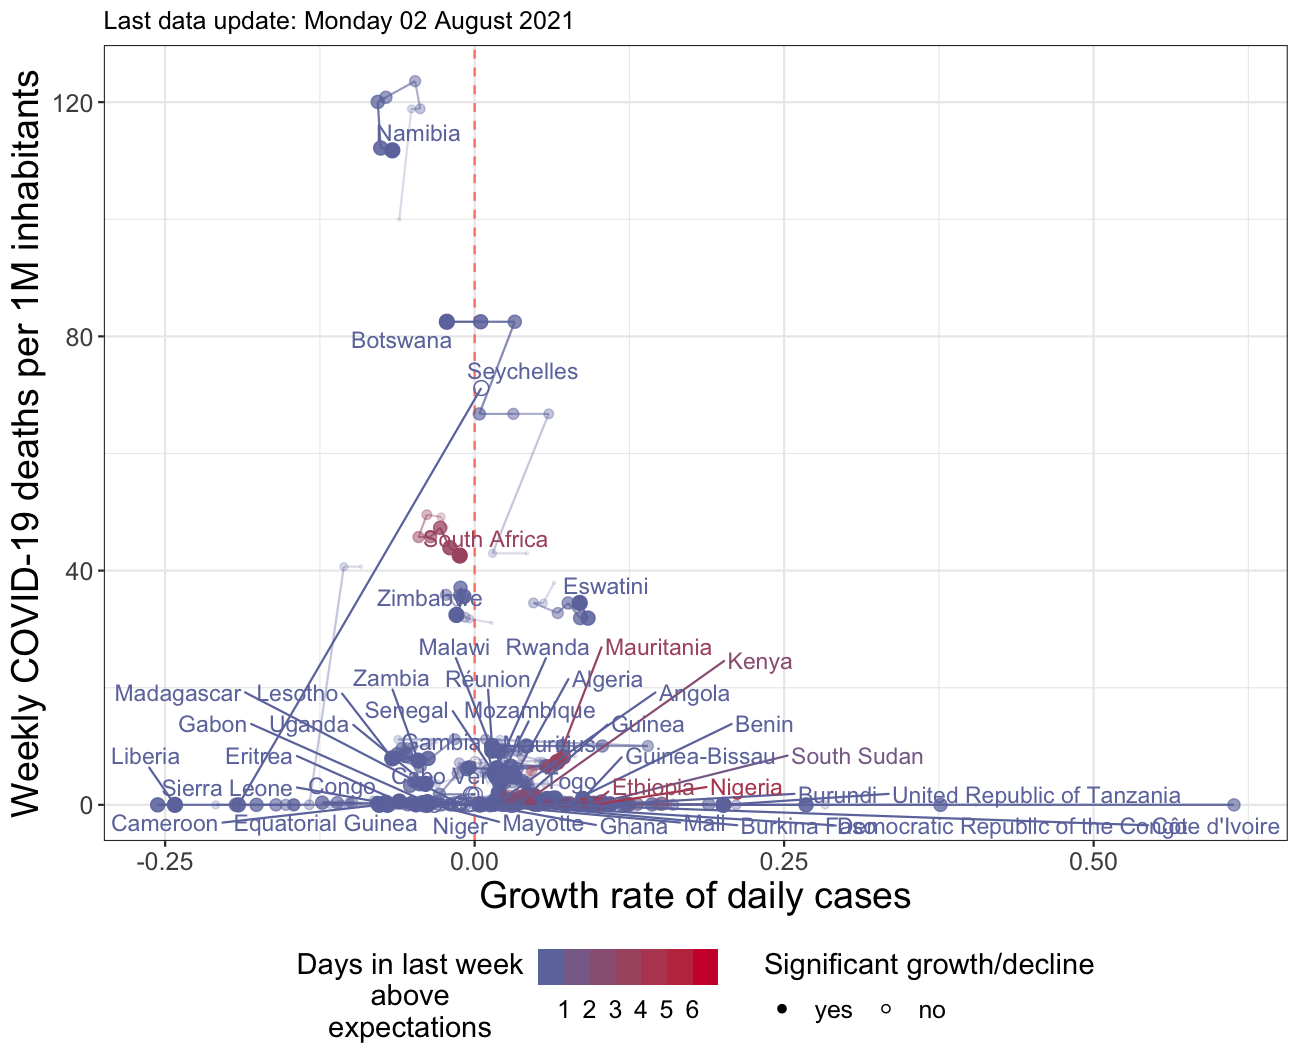 Last data update: Monday 02 August 2021
Weekly COVID-19 deaths per 1M inhabitants
120
80
40
0
Namibia
Botswana
Seychelles
South Africa
Zimbabwe
Eswatini
Malawi
Rwanda
Mauritania
Kenya
Zambia
Réunion
Algeria
Madagascar
Lesotho
Angola
Senegal
Mozambique
Gabon
Uganda
Guinea
Benin
Gambia
Mauritius
Liberia
Eritrea
Guinea-Bissau
South Sudan
Cabo Verde
Togo
Sierra Leone
Congo
Ethiopia
Nigeria
Burundi
United Republic of Tanzania
Cameroon
Equatorial Guinea
Niger
Mayotte
Ghana
Mali
Burkina Faso
Democratic Republic of the Congo
Côte d'Ivoire
-0.25
0.00
0.25
0.50
Growth rate of daily cases
Days in last week
above
expectations
1 2 3 4 5 6
Significant growth/decline
yes
no